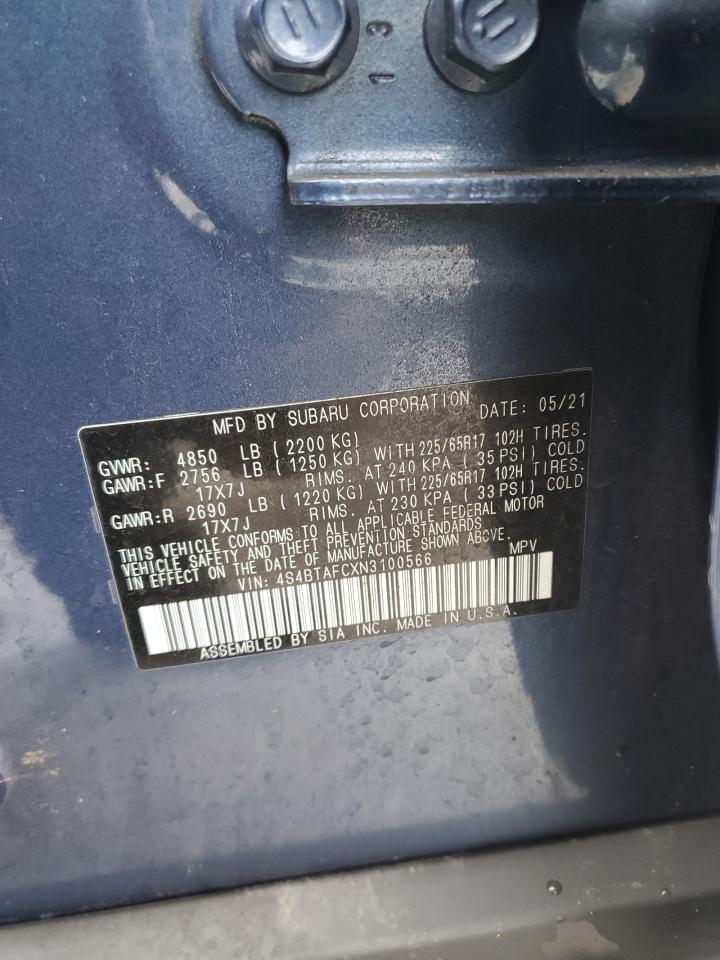 1 3
MFD BY SUBARU CORPORATION DATE: 05/21
GVWR: 4850 LB (2200 KG)
GAWR:F 2756 LB (1250 KG) WITH 225/65R17 102H TIRES.
17X7J RIMS. AT 240 KPA (35 PSI) COLD
GAWR:R 2690 LB (1220 KG) WITH 225/65R17 102H TIRES.
17X7J RIMS. AT 230 KPA (33 PSI) COLD
THIS VEHICLE CONFORMS TO ALL APPLICABLE FEDERAL MOTOR
VEHICLE SAFETY AND THEFT PREVENTION STANDARDS
IN EFFECT ON THE DATE OF MANUFACTURE SHOWN ABOVE.
VIN: 4S4BTAFCXN3100566 MPV
ASSEMBLED BY SIA INC. MADE IN U.S.A.